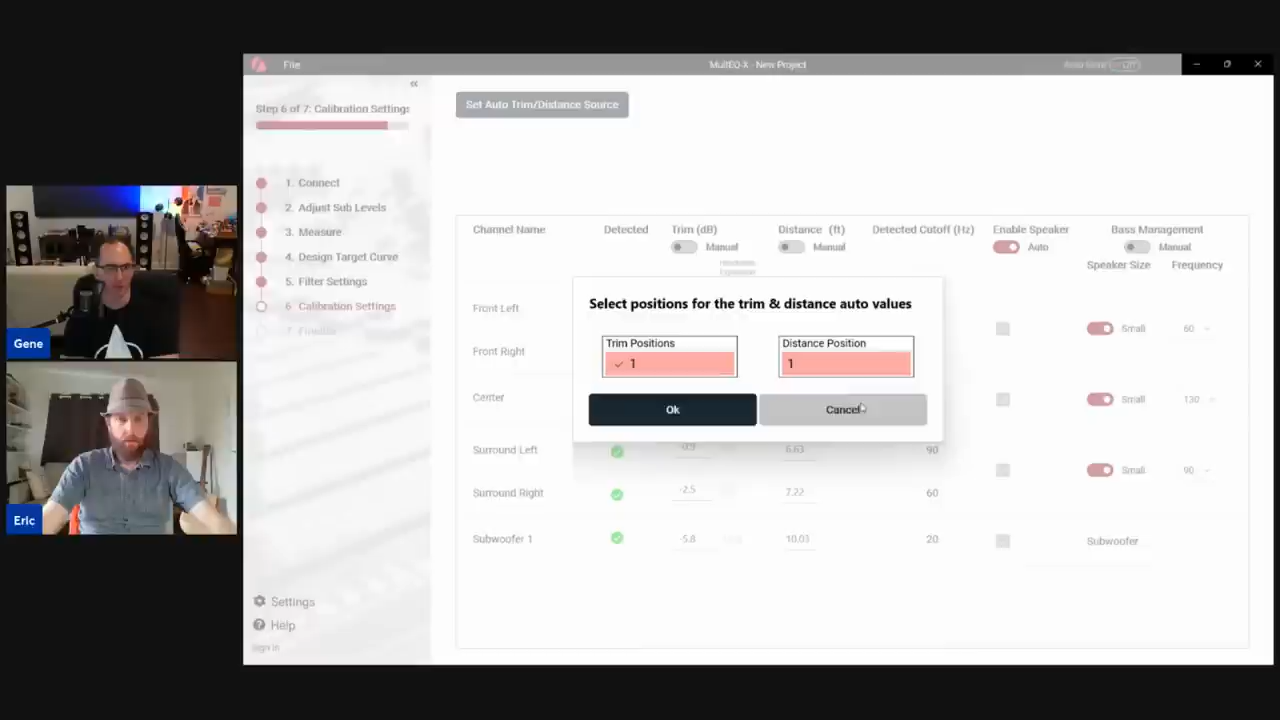 File
MultEQ-X - New Project
Off
Step 6 of 7: Calibration Settings
Set Auto Trim/Distance Source
1. Connect
2. Adjust Sub Levels
3. Measure
4. Design Target Curve
5. Filter Settings
6 Calibration Settings
Channel Name Detected Trim (dB) Distance (ft) Detected Cutoff (Hz) Enable Speaker Bass Management
Manual Manual Auto Manual
Speaker Size Frequency
Select positions for the trim & distance auto values
Front Left
Small 60
Trim Positions Distance Position
Front Right
1 1
Center
Small 130
Ok Cancel
Surround Left 6.63 90
Small 90
Surround Right -2.5 7.22 60
Subwoofer 1 -5.8 10.03 20 Subwoofer
Gene
Eric
Settings
Help
Sign in